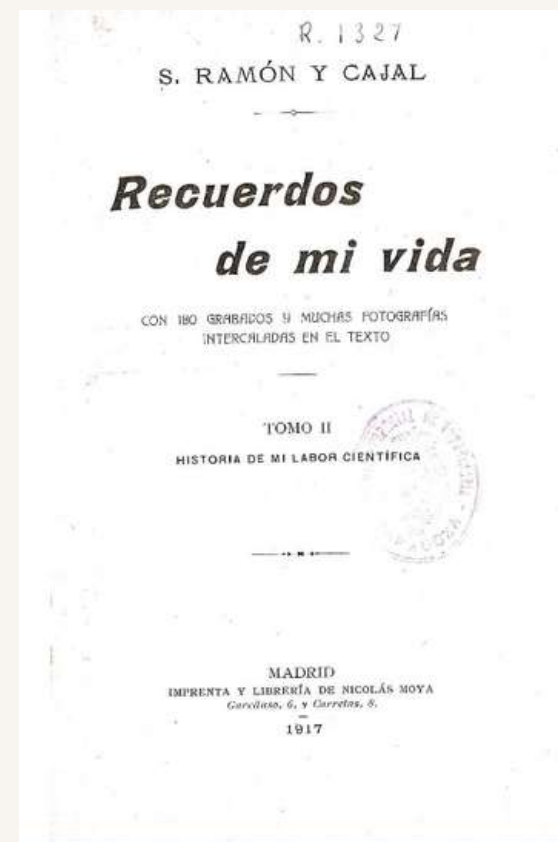 R. 1327
S. RAMÓN Y CAJAL
Recuerdos
de mi vida
CON 180 GRABADOS Y MUCHAS FOTOGRAFÍAS
INTERCALADAS EN EL TEXTO
TOMO II
HISTORIA DE MI LABOR CIENTÍFICA
MADRID
IMPRENTA Y LIBRERÍA DE NICOLÁS MOYA
Garcilaso, 6, y Carretas, 8.
1917